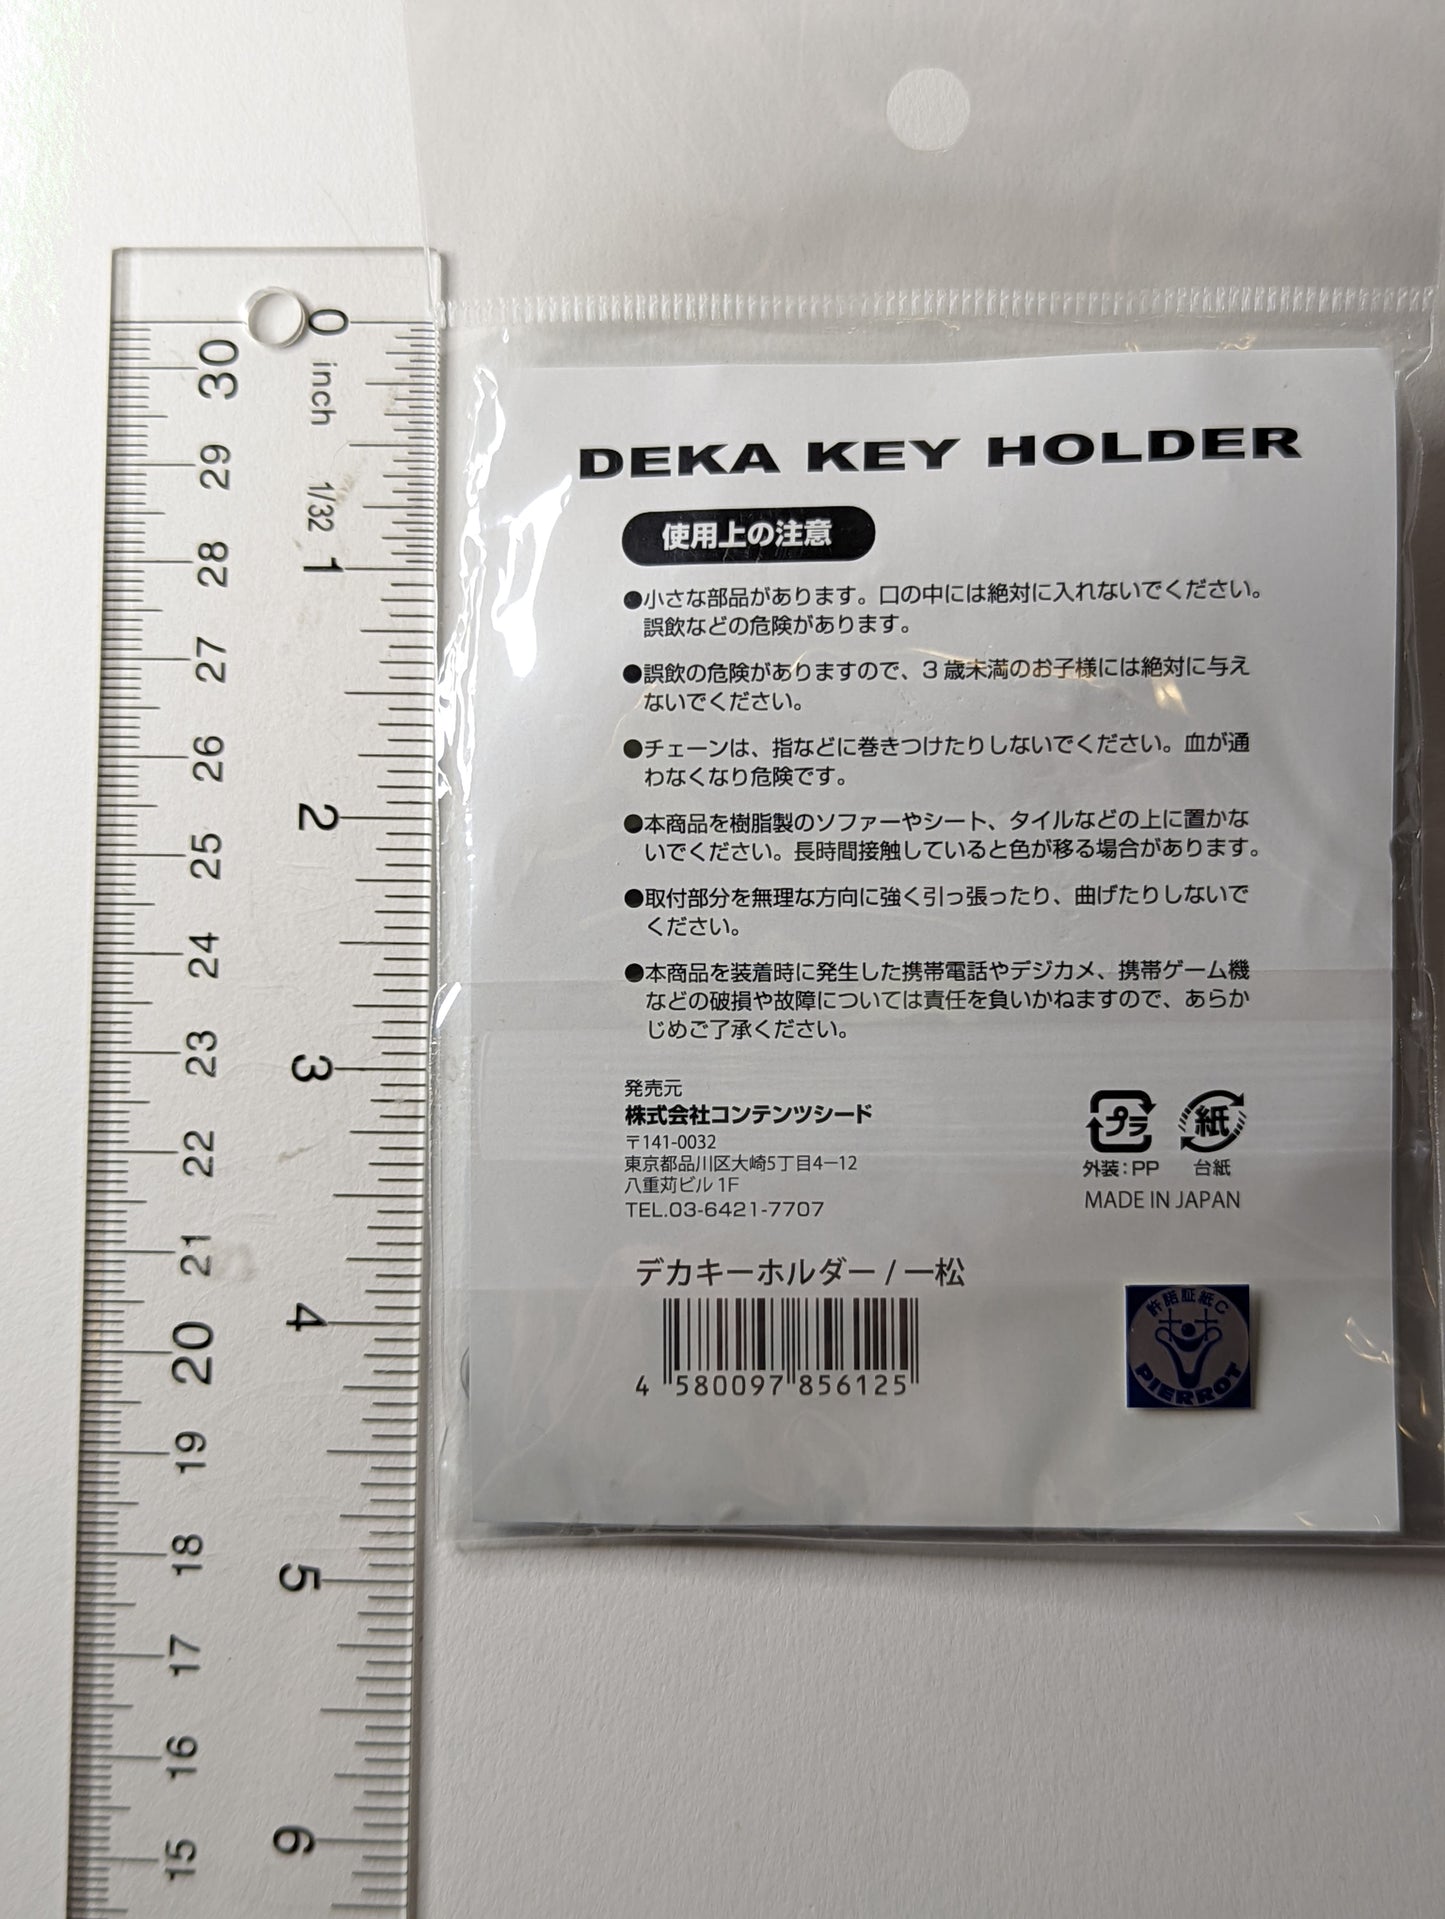 DEKA KEY HOLDER
使用上の注意
●小さな部品があります。口の中には絶対に入れないでください。
誤飲などの危険があります。
●誤飲の危険がありますので、3歳未満のお子様には絶対に与え
ないでください。
●チェーンは、指などに巻きつけたりしないでください。血が通
わなくなり危険です。
●本商品を樹脂製のソファーやシート、タイルなどの上に置かな
いでください。長時間接触していると色が移る場合があります。
●取付部分を無理な方向に強く引っ張ったり、曲げたりしないで
ください。
●本商品を装着時に発生した携帯電話やデジカメ、携帯ゲーム機
などの破損や故障については責任を負いかねますので、あらか
じめご了承ください。
発売元
株式会社コンテンツシード
〒141-0032
東京都品川区大崎5丁目4－12
八重苅ビル 1F
TEL.03-6421-7707
プラ
紙
外装：PP
台紙
MADE IN JAPAN
デカキーホルダー / 一松
4 580097 856125
許諾証紙C
PIERROT
0
inch
1/32
1
2
3
4
5
6
30
29
28
27
26
25
24
23
22
21
20
19
18
17
16
15